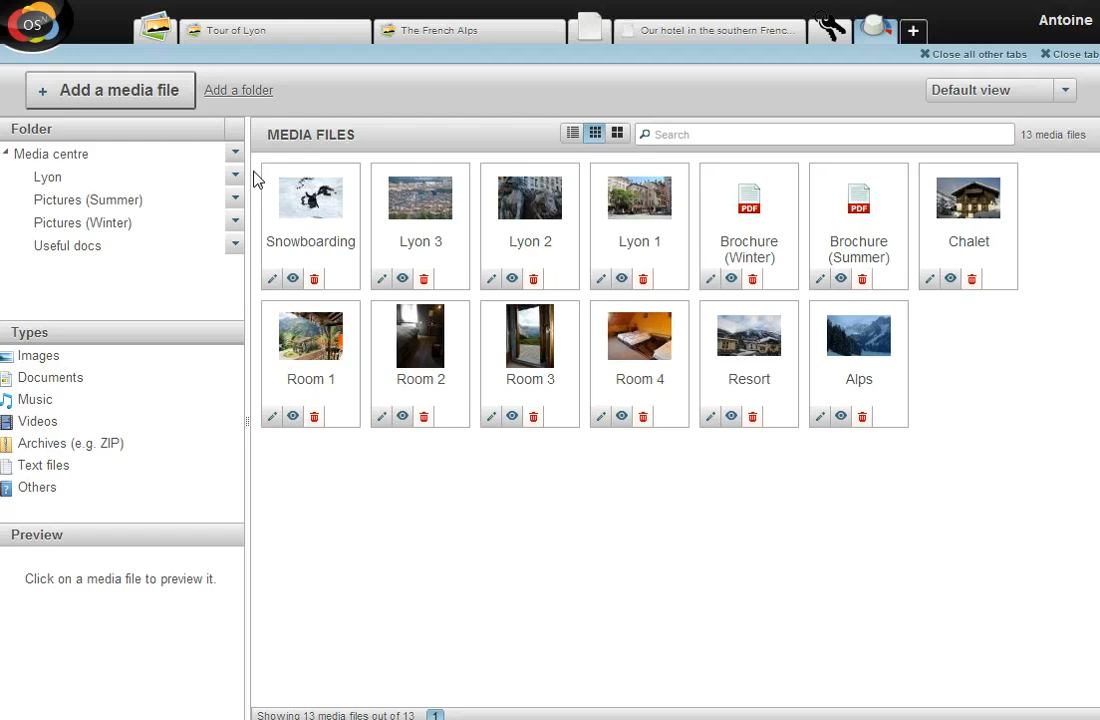 OS
Tour of Lyon
The French Alps
Our hotel in the southern Frenc...
+
Antoine
Close all other tabs
Close tab
+ Add a media file
Add a folder
Default view
Folder
Media centre
Lyon
Pictures (Summer)
Pictures (Winter)
Useful docs
Types
Images
Documents
Music
Videos
Archives (e.g. ZIP)
Text files
Others
Preview
Click on a media file to preview it.
MEDIA FILES
Search
13 media files
Snowboarding
Lyon 3
Lyon 2
Lyon 1
PDF
Brochure
(Winter)
PDF
Brochure
(Summer)
Chalet
Room 1
Room 2
Room 3
Room 4
Resort
Alps
Showing 13 media files out of 13
1